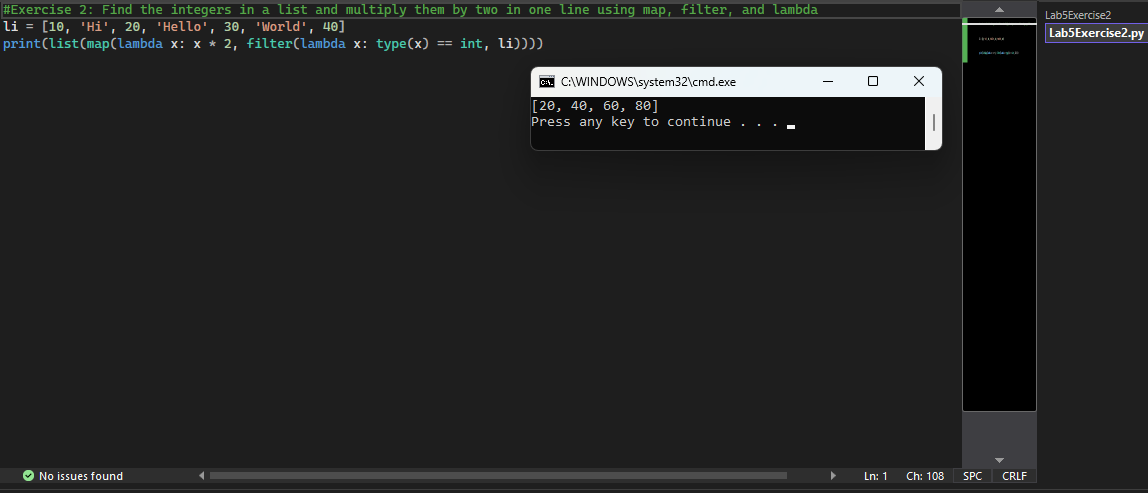 #Exercise 2: Find the integers in a list and multiply them by two in one line using map, filter, and lambda
li = [10, 'Hi', 20, 'Hello', 30, 'World', 40]
print(list(map(lambda x: x * 2, filter(lambda x: type(x) == int, li))))
Lab5Exercise2
Lab5Exercise2.py
C:\WINDOWS\system32\cmd.exe
[20, 40, 60, 80]
Press any key to continue . . .
No issues found
Ln: 1 Ch: 108 SPC CRLF